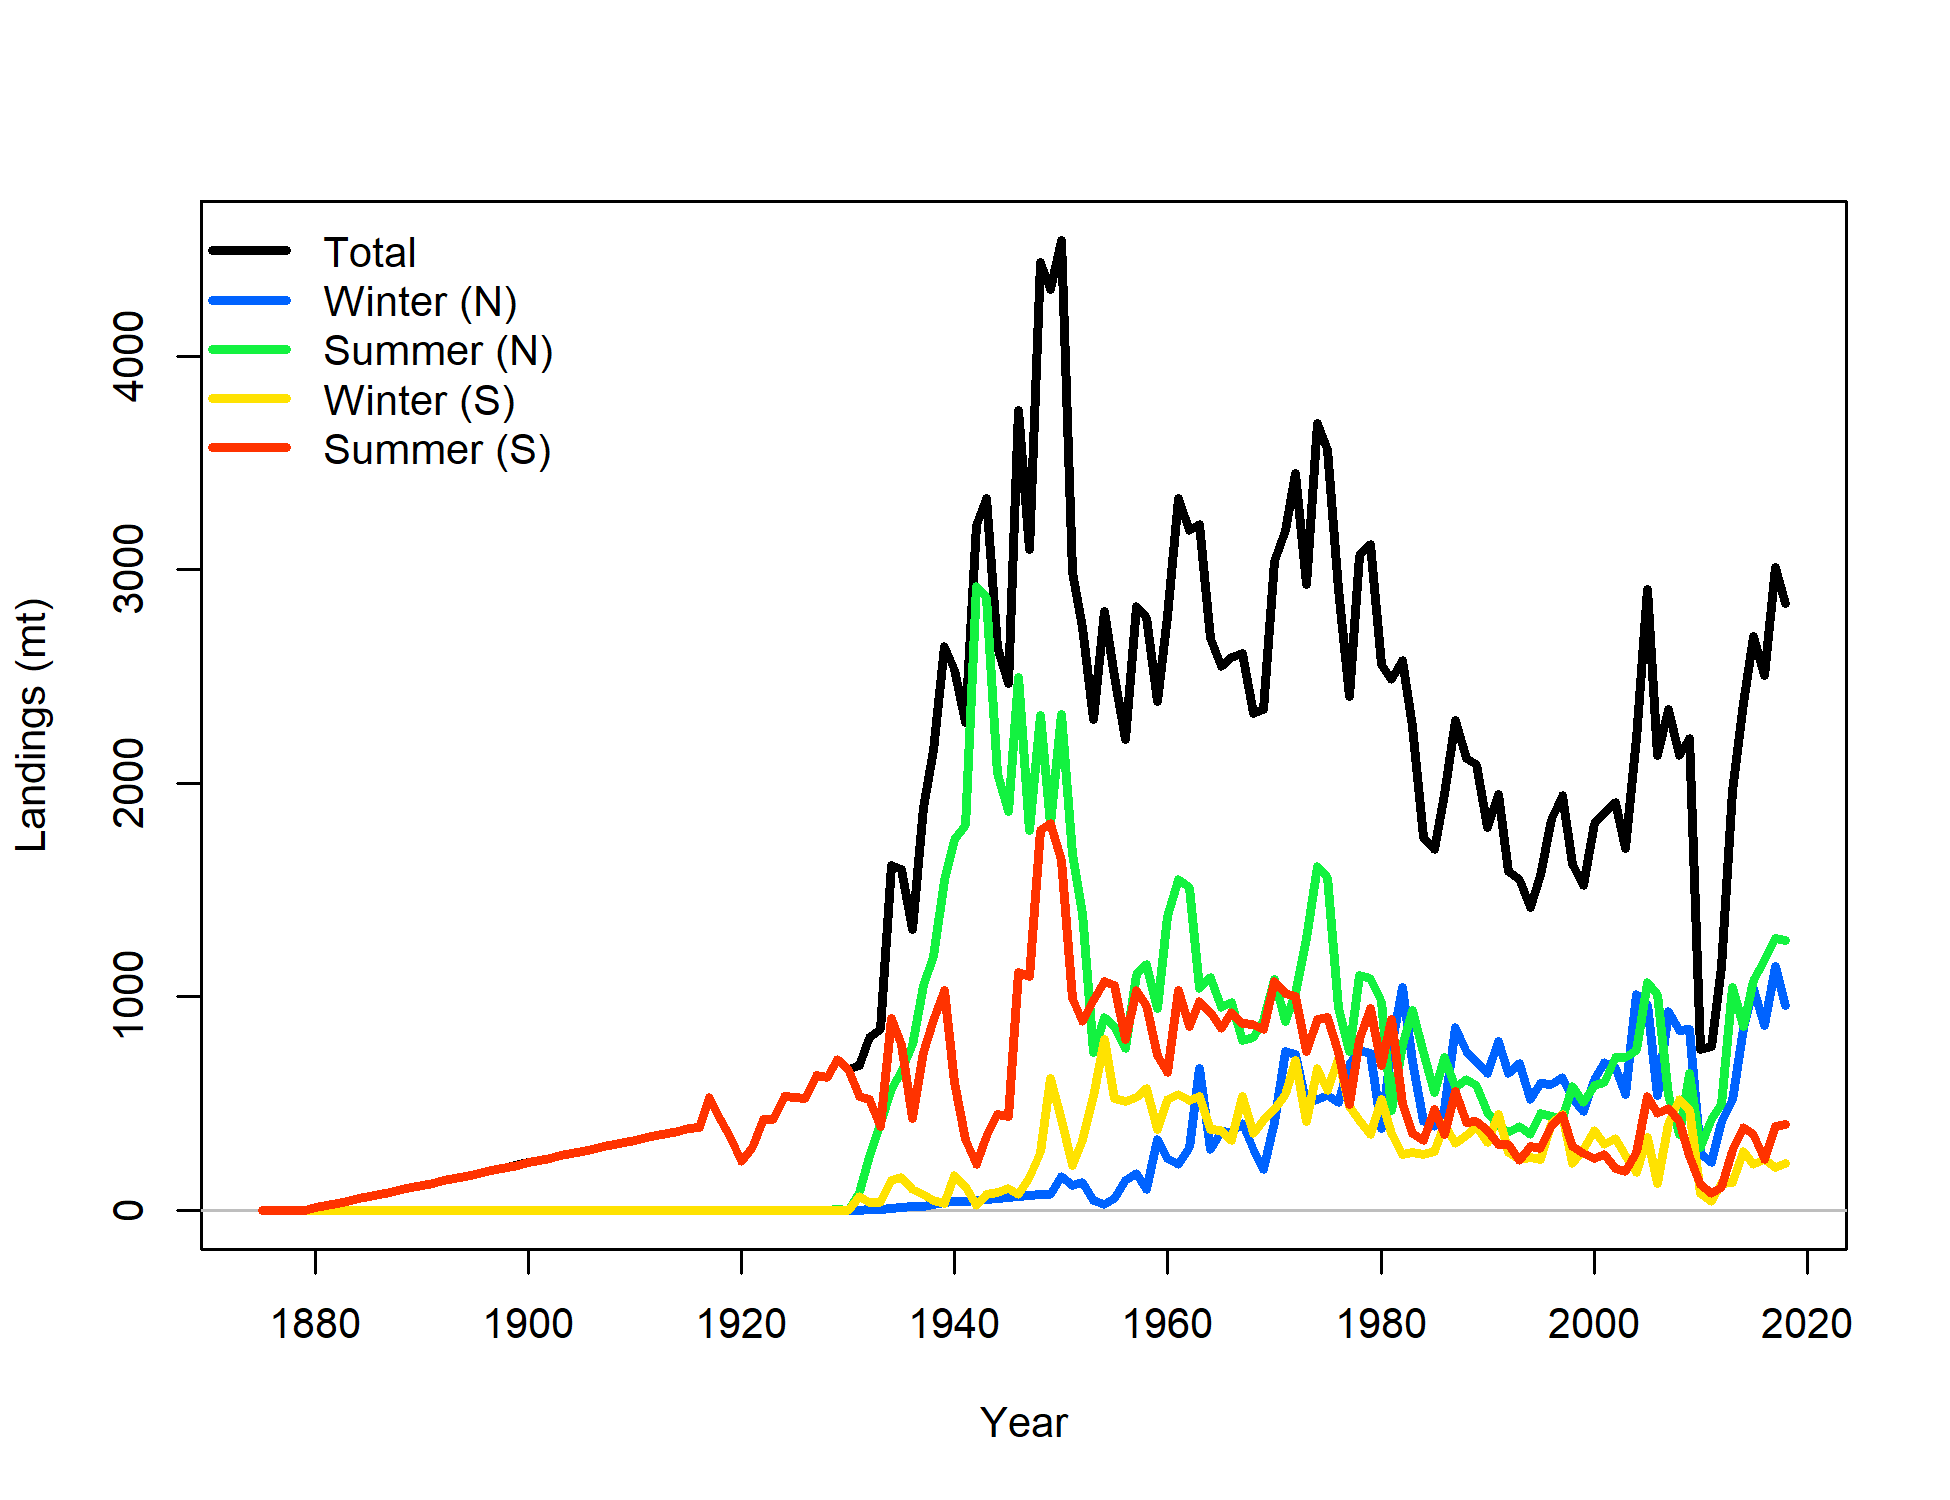 Total
Winter (N)
Summer (N)
Winter (S)
Summer (S)
Landings (mt)
4000
3000
2000
1000
0
1880 1900 1920 1940 1960 1980 2000 2020
Year